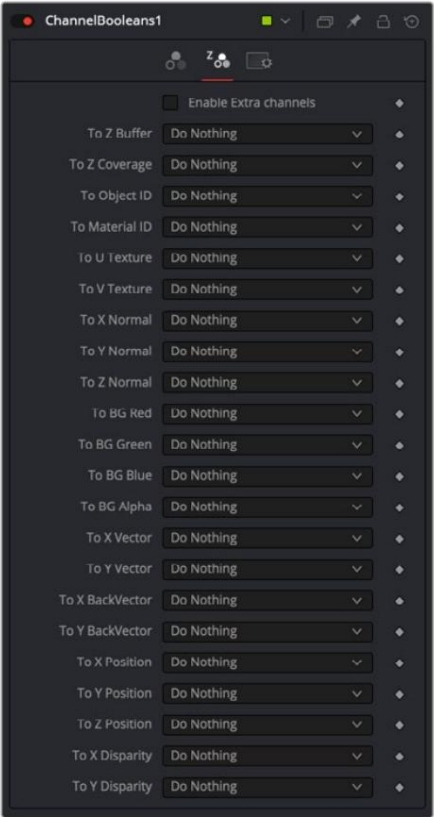 ChannelBooleans1
Z
Enable Extra channels
To Z Buffer Do Nothing
To Z Coverage Do Nothing
To Object ID Do Nothing
To Material ID Do Nothing
To U Texture Do Nothing
To V Texture Do Nothing
To X Normal Do Nothing
To Y Normal Do Nothing
To Z Normal Do Nothing
To BG Red Do Nothing
To BG Green Do Nothing
To BG Blue Do Nothing
To BG Alpha Do Nothing
To X Vector Do Nothing
To Y Vector Do Nothing
To X BackVector Do Nothing
To Y BackVector Do Nothing
To X Position Do Nothing
To Y Position Do Nothing
To Z Position Do Nothing
To X Disparity Do Nothing
To Y Disparity Do Nothing